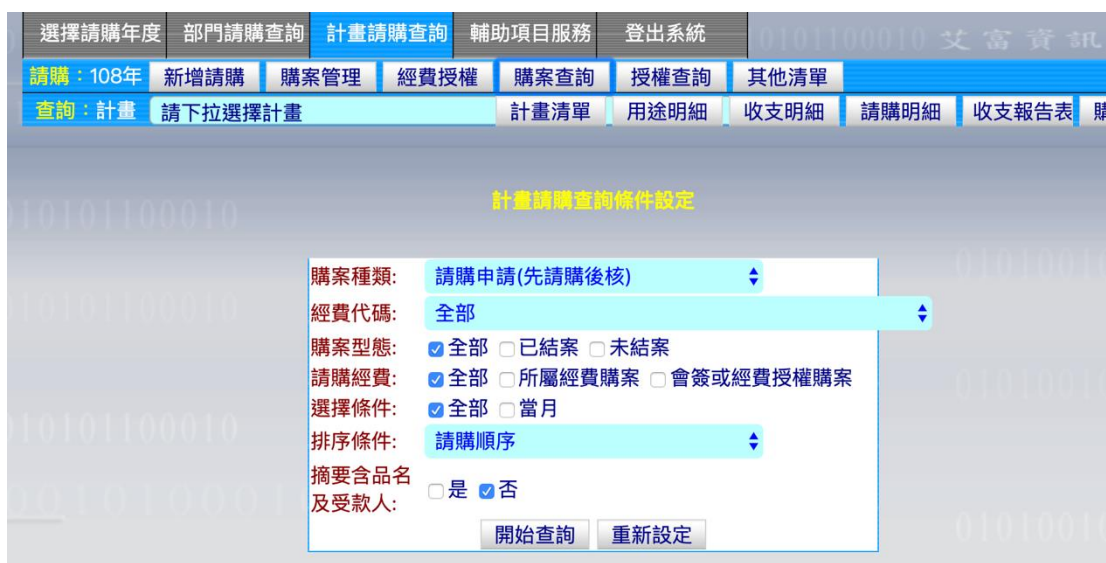 選擇請購年度 部門請購查詢 計畫請購查詢 輔助項目服務 登出系統
0101100010 艾富資訊
請購：108年 新增請購 購案管理 經費授權 購案查詢 授權查詢 其他清單
查詢：計畫 請下拉選擇計畫 計畫清單 用途明細 收支明細 請購明細 收支報告表 購
計畫請購查詢條件設定
購案種類: 請購申請(先請購後核)
經費代碼: 全部
購案型態: 全部 已結案 未結案
請購經費: 全部 所屬經費購案 會簽或經費授權購案
選擇條件: 全部 當月
排序條件: 請購順序
摘要含品名
及受款人: 是 否
開始查詢 重新設定